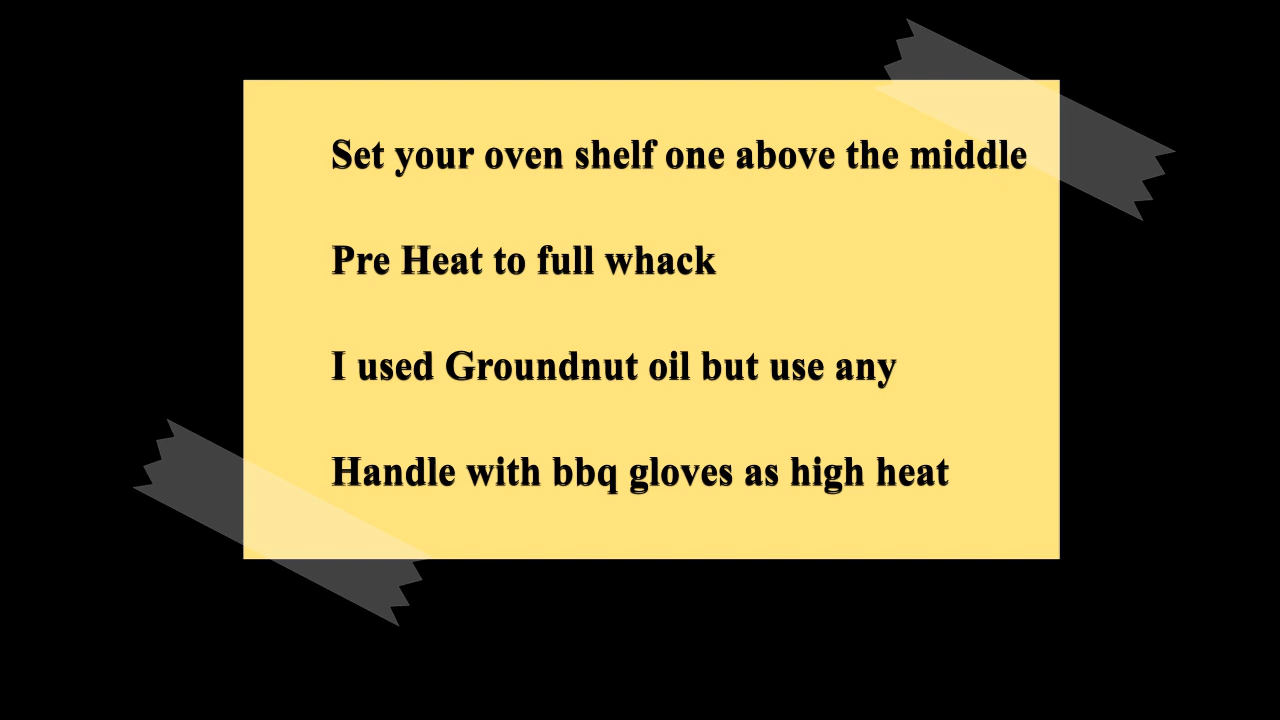 Set your oven shelf one above the middle
Pre Heat to full whack
I used Groundnut oil but use any
Handle with bbq gloves as high heat